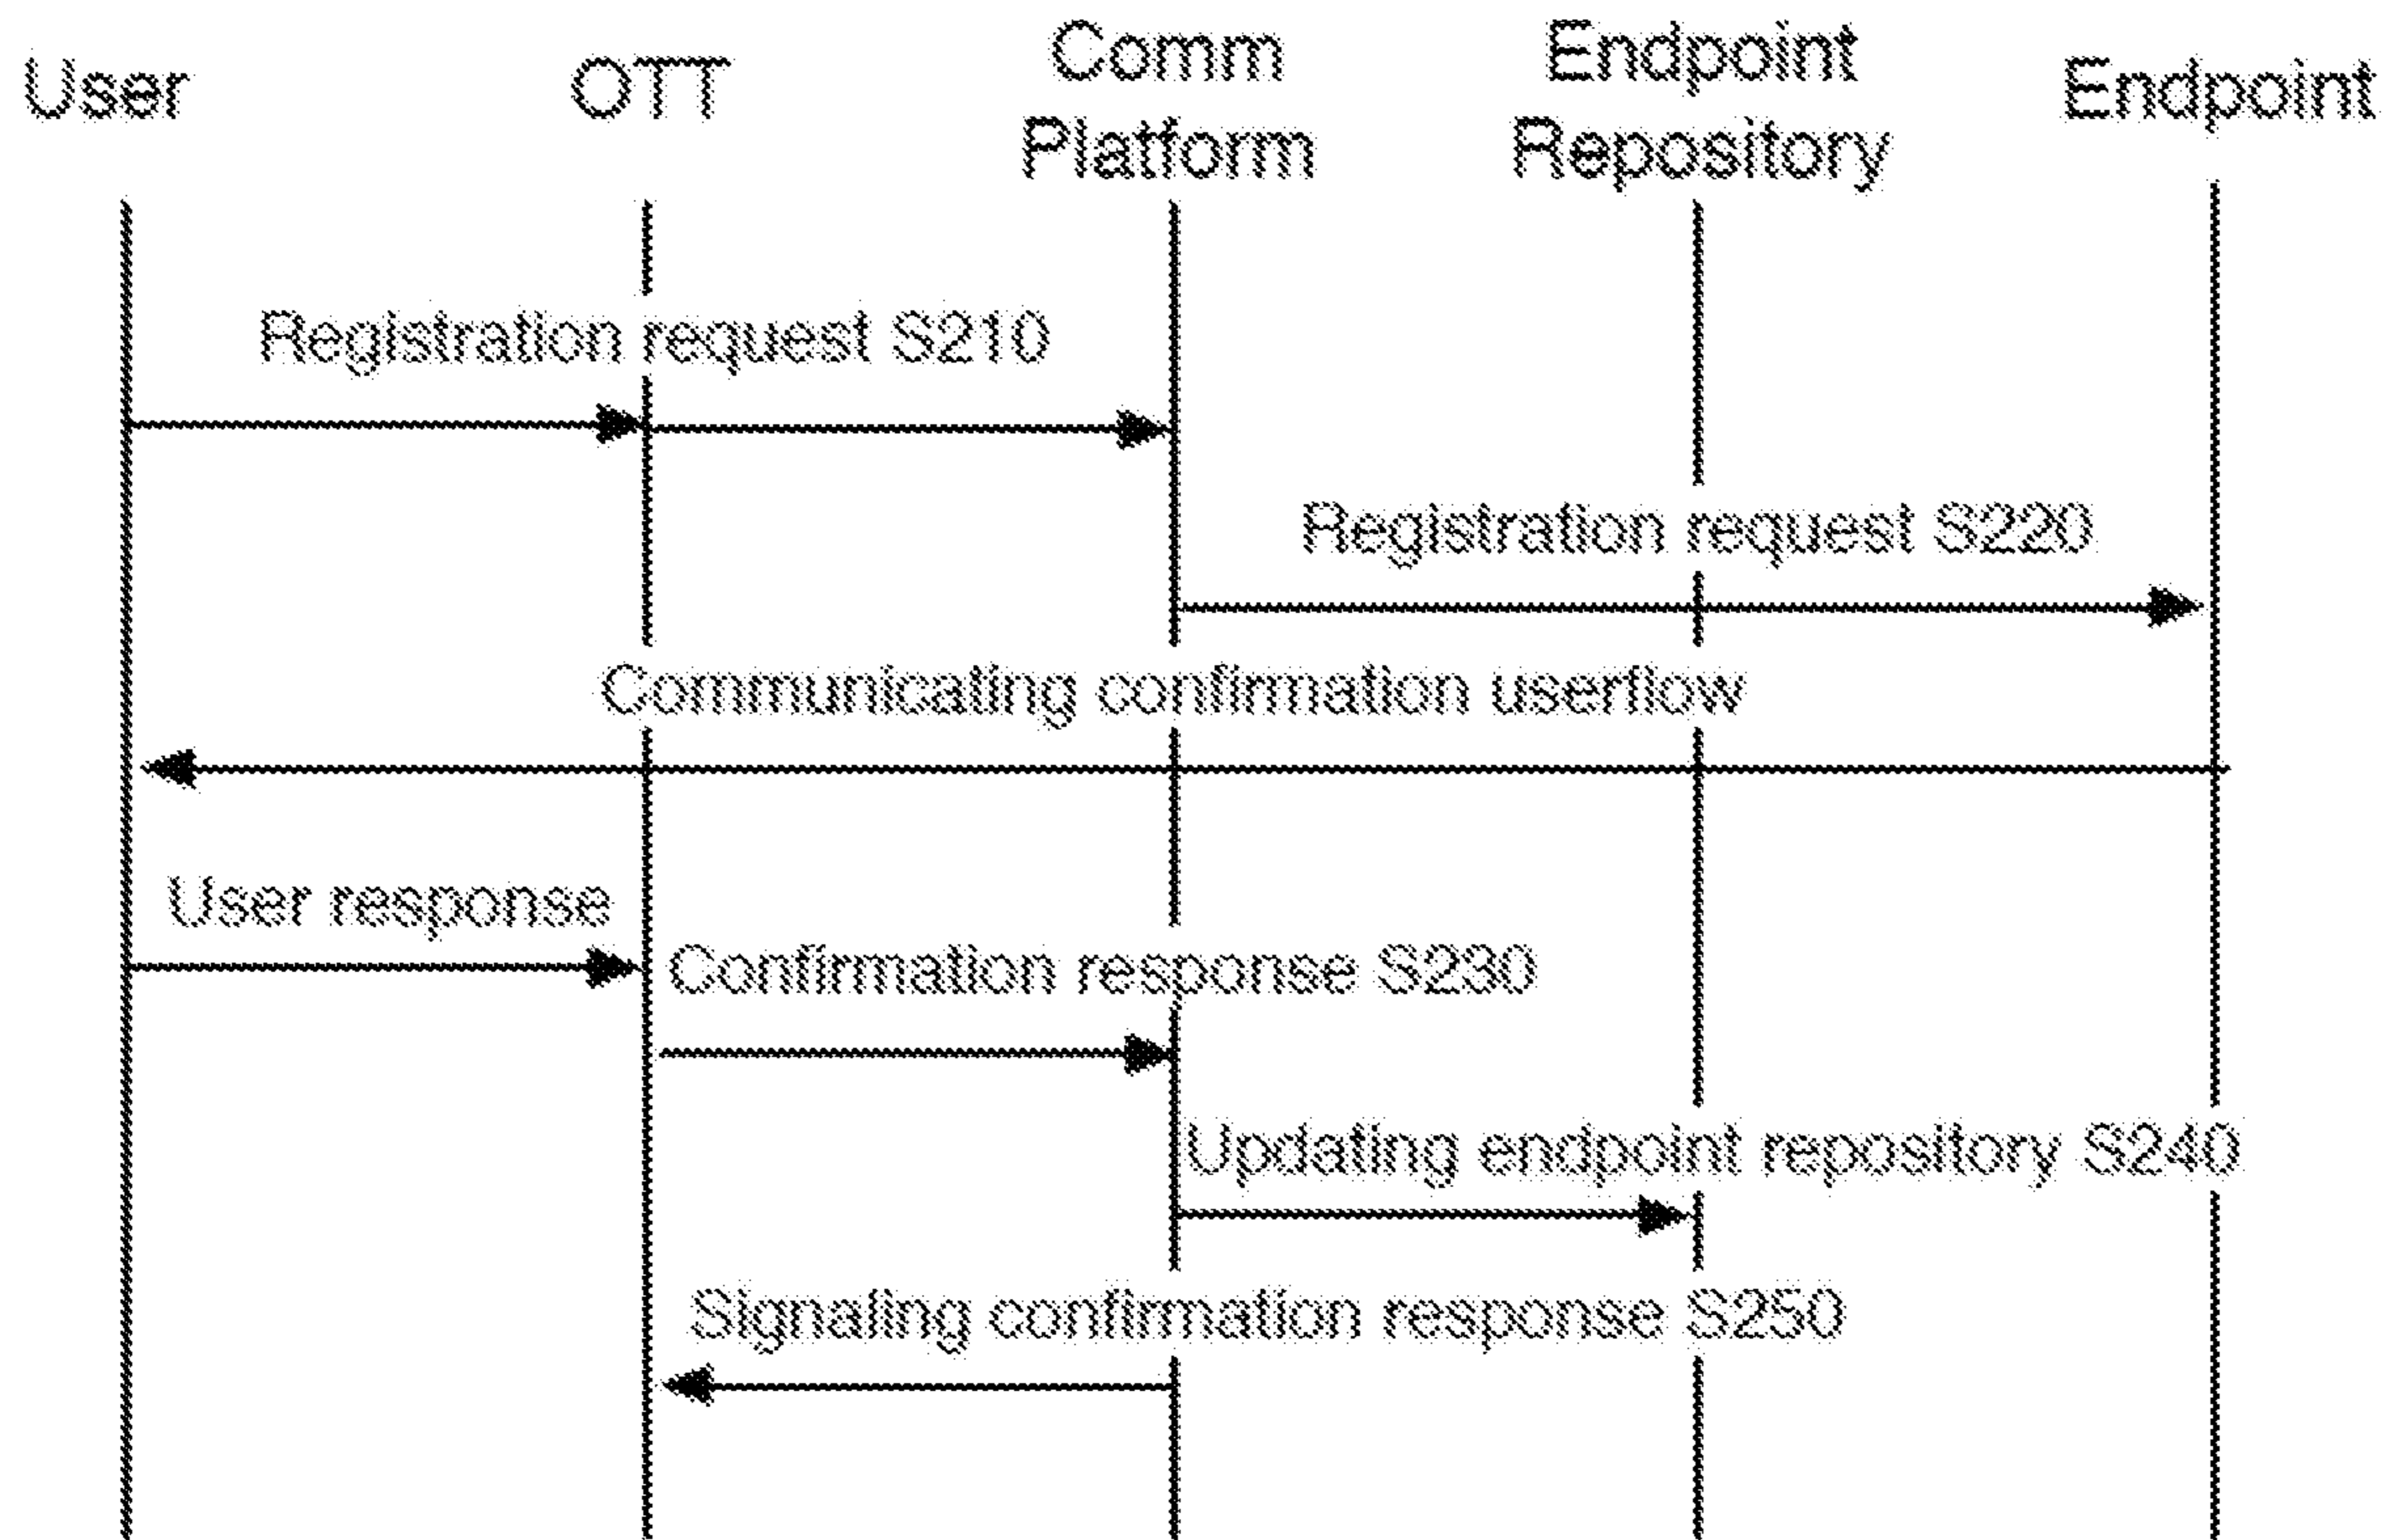 User
OTT
Comm
Platform
Endpoint
Repository
Endpoint
Registration request S210
Registration request S220
Communicating confirmation userflow
User response
Confirmation response S230
Updating endpoint repository S240
Signaling confirmation response S250